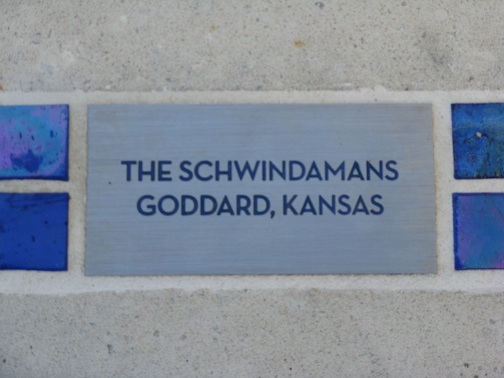 THE SCHWINDAMANS
GODDARD, KANSAS